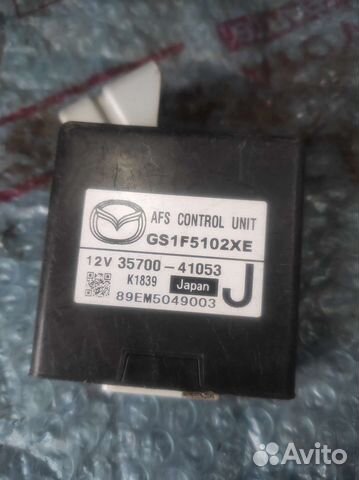 AFS CONTROL UNIT
GS1F5102XE
12V 35700-41053
K1839 Japan J
89EM5049003
Avito